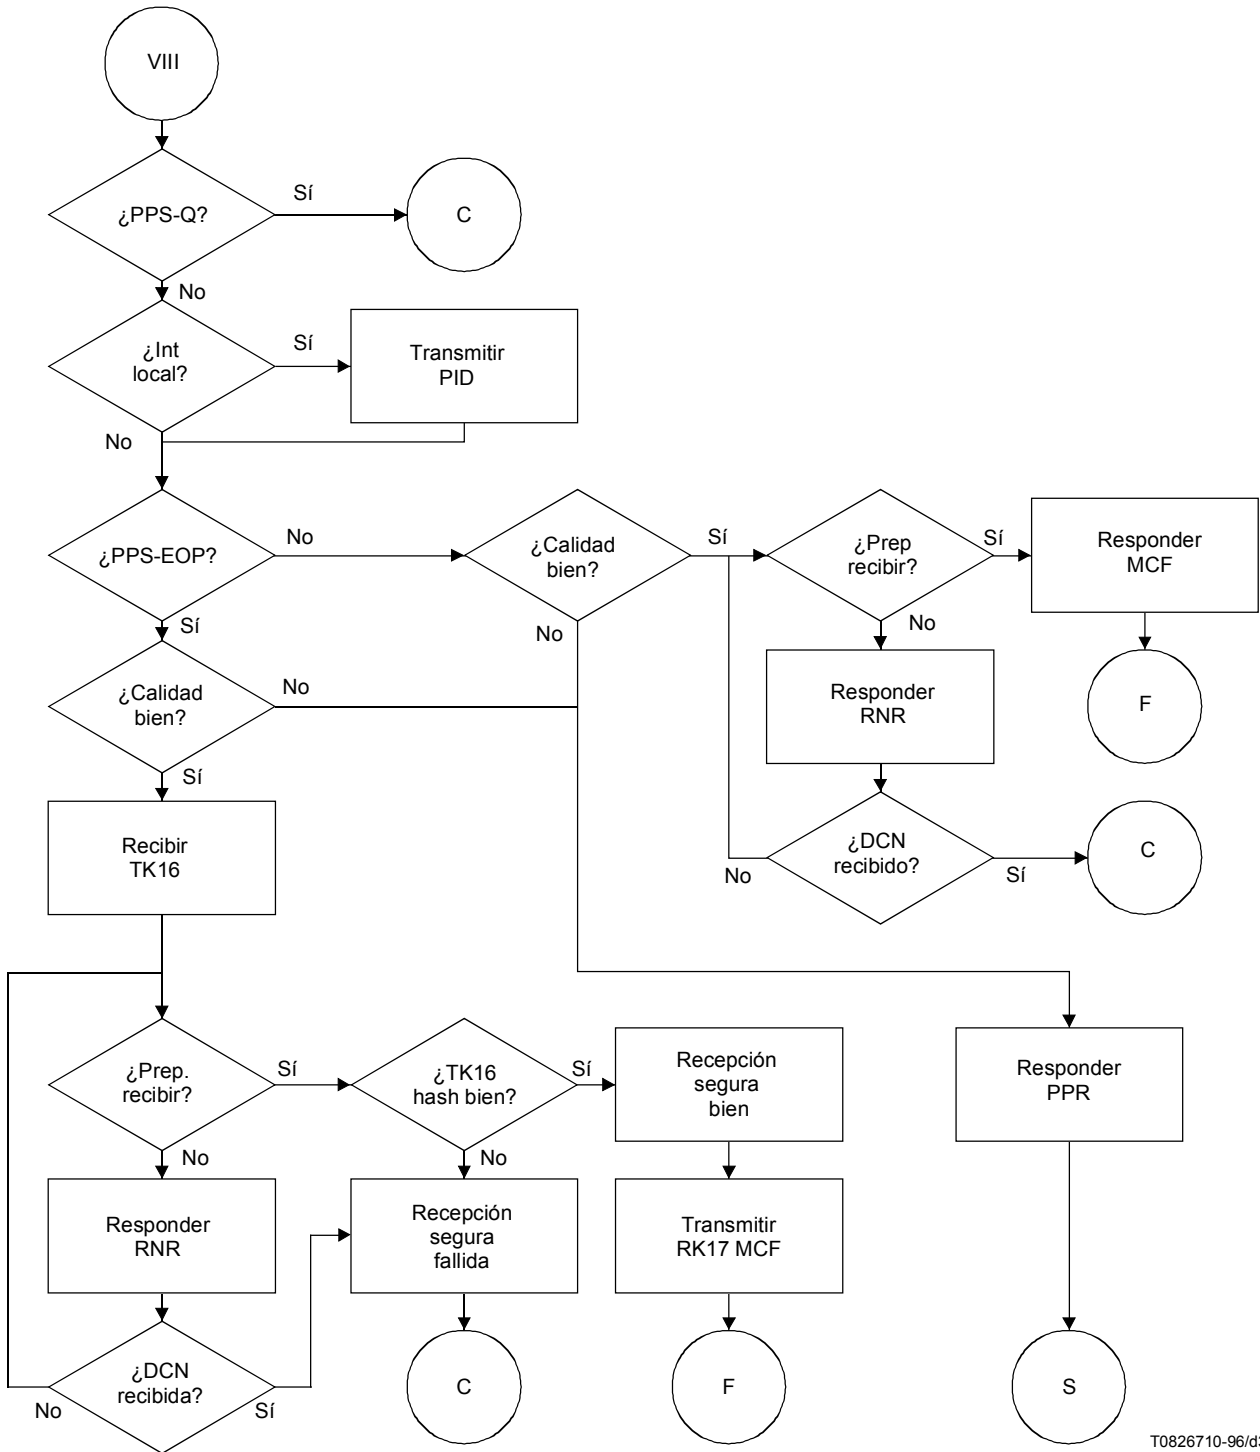 VIII
¿PPS-Q?
Sí
C
No
¿Int
local?
Sí
Transmitir
PID
No
¿PPS-EOP?
No
¿Calidad
bien?
Sí
¿Prep
recibir?
Sí
Responder
MCF
Sí
No
No
¿Calidad
bien?
No
Responder
RNR
F
Sí
Recibir
TK16
¿DCN
recibido?
No
Sí
C
¿Prep.
recibir?
Sí
¿TK16
hash bien?
Sí
Recepción
segura
bien
Responder
PPR
No
No
Responder
RNR
Recepción
segura
fallida
Transmitir
RK17 MCF
¿DCN
recibida?
No
Sí
C
F
S
T0826710-96/d